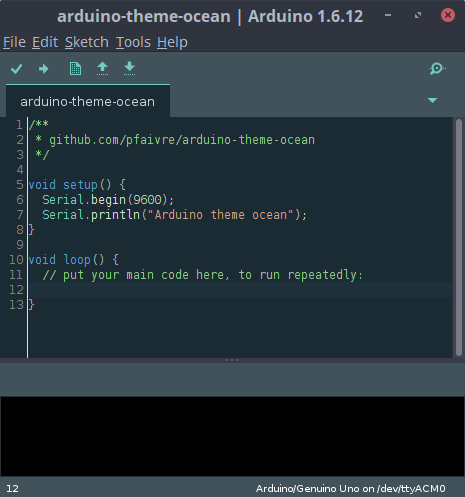 arduino-theme-ocean | Arduino 1.6.12
File Edit Sketch Tools Help
arduino-theme-ocean
1 /**
2 * github.com/pfaivre/arduino-theme-ocean
3 */
4
5 void setup() {
6 Serial.begin(9600);
7 Serial.println("Arduino theme ocean");
8 }
9
10 void loop() {
11 // put your main code here, to run repeatedly:
12
13 }
12 Arduino/Genuino Uno on /dev/ttyACM0